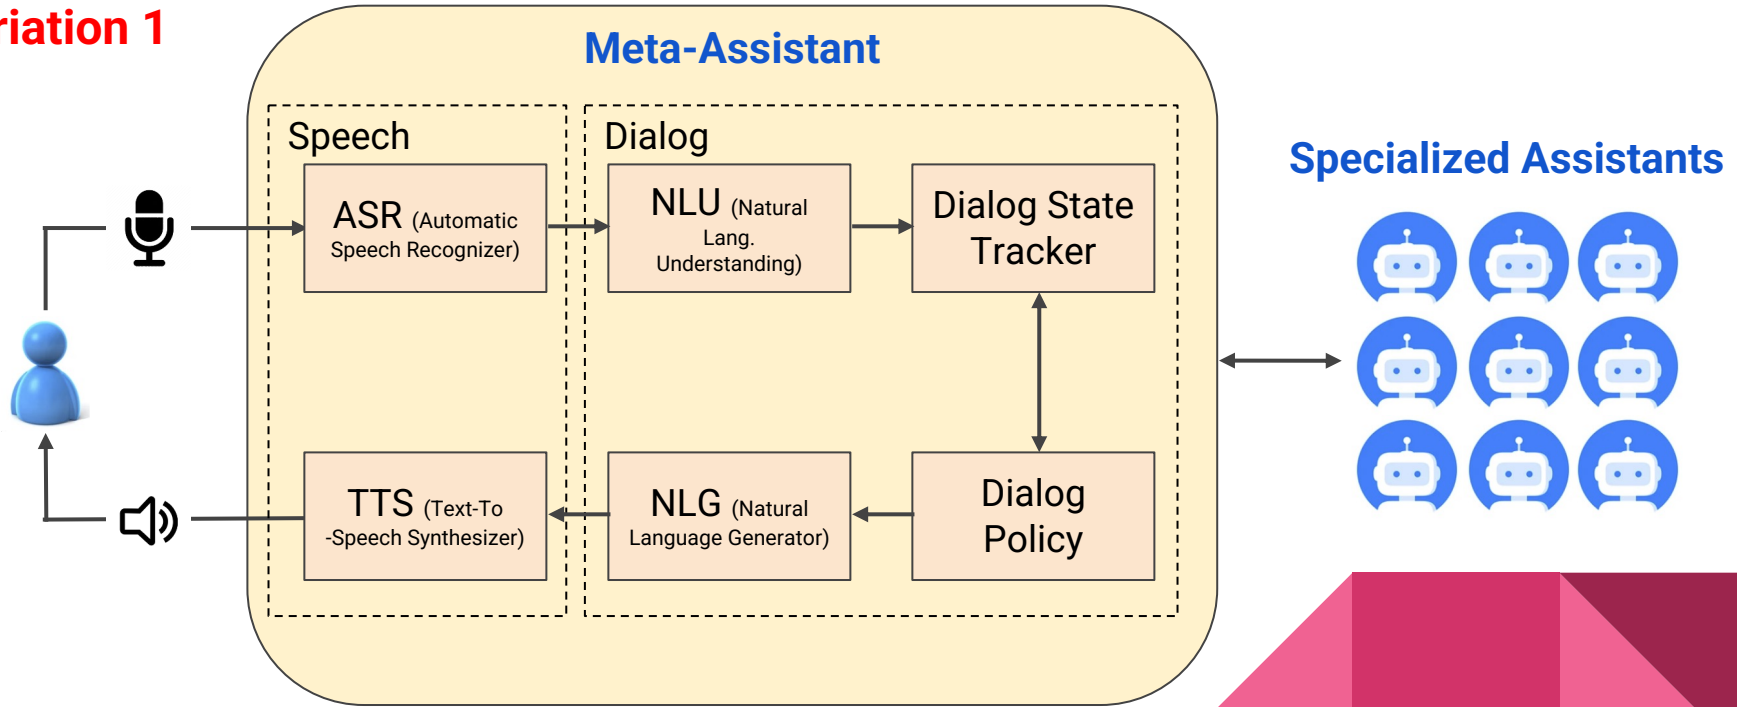 riation 1
Meta-Assistant
Speech
Dialog
Specialized Assistants
ASR (Automatic
Speech Recognizer)
NLU (Natural
Lang.
Understanding)
Dialog State
Tracker
TTS (Text-To
-Speech Synthesizer)
NLG (Natural
Language Generator)
Dialog
Policy